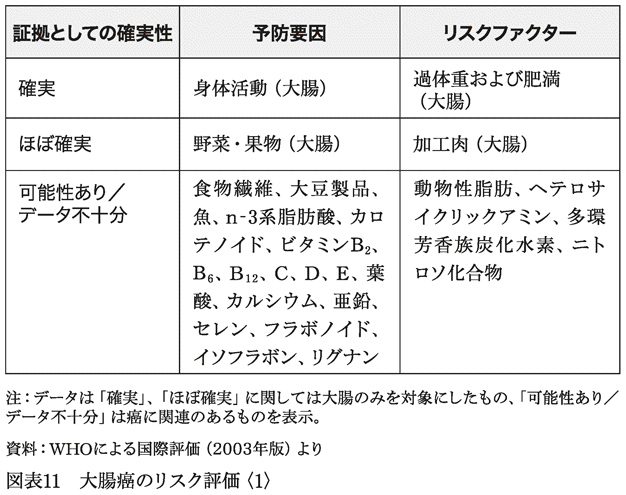 証拠としての確実性
予防要因
リスクファクター
確実
身体活動（大腸）
過体重および肥満
（大腸）
ほぼ確実
野菜・果物（大腸）
加工肉（大腸）
可能性あり／
データ不十分
食物繊維、大豆製品、
魚、n-3系脂肪酸、カロ
テノイド、ビタミンB₂、
B₆、B₁₂、C、D、E、葉
酸、カルシウム、亜鉛、
セレン、フラボノイド、
イソフラボン、リグナン
動物性脂肪、ヘテロサ
イクリックアミン、多環
芳香族炭化水素、ニト
ロソ化合物
注：データは「確実」、「ほぼ確実」に関しては大腸のみを対象にしたもの、「可能性あり／
データ不十分」は癌に関連のあるものを表示。
資料：WHOによる国際評価（2003年版）より
図表11　大腸癌のリスク評価〈1〉